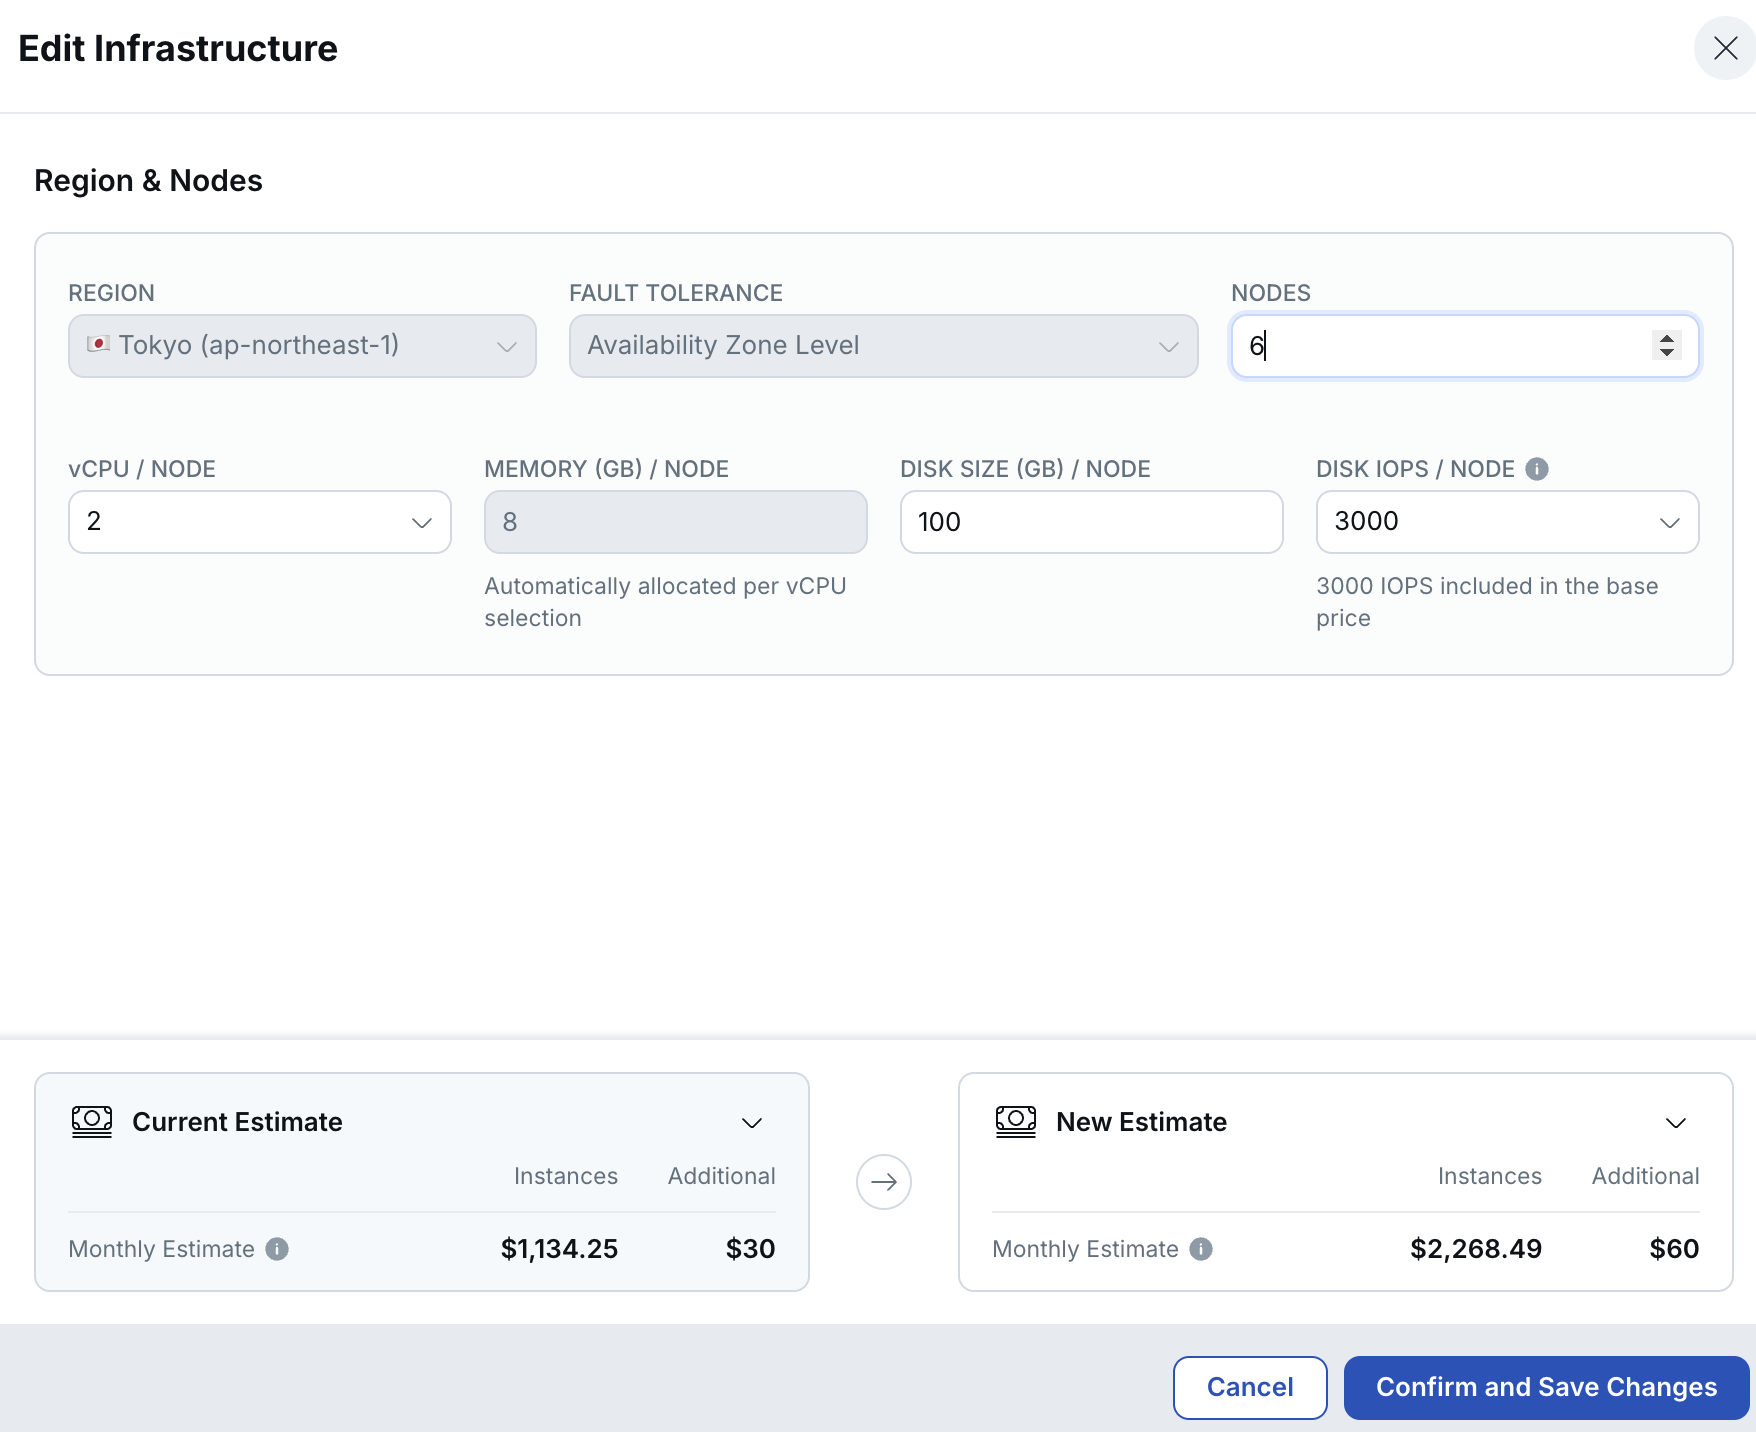 Edit Infrastructure
Region & Nodes
REGION
Tokyo (ap-northeast-1)
FAULT TOLERANCE
Availability Zone Level
NODES
6
vCPU / NODE
2
MEMORY (GB) / NODE
8
Automatically allocated per vCPU
selection
DISK SIZE (GB) / NODE
100
DISK IOPS / NODE
3000
3000 IOPS included in the base
price
Current Estimate
Instances Additional
Monthly Estimate $1,134.25 $30
New Estimate
Instances Additional
Monthly Estimate $2,268.49 $60
Cancel
Confirm and Save Changes